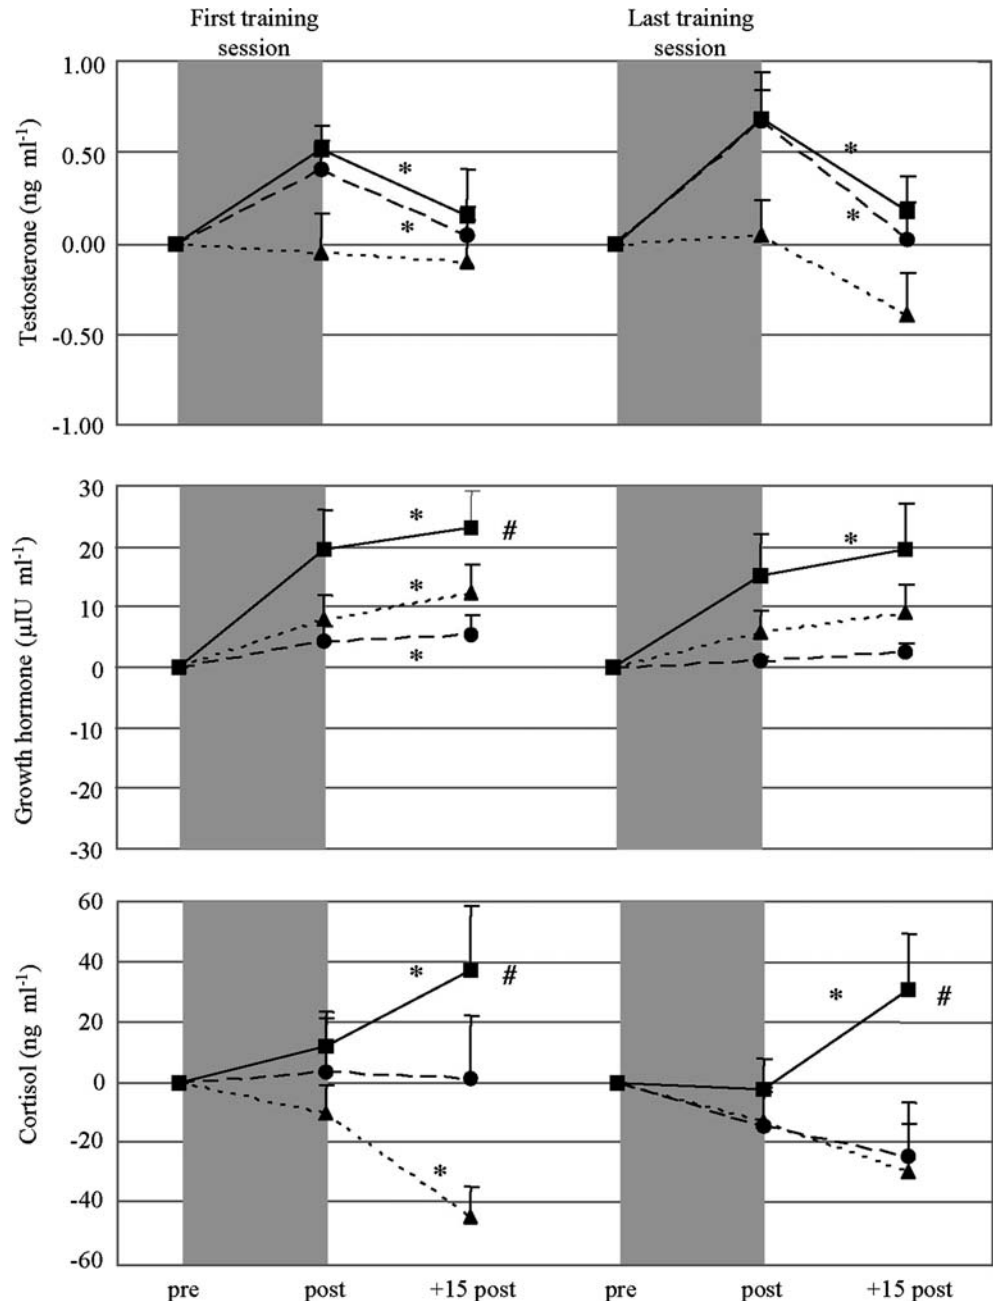 First training
session
Last training
session
Testosterone (ng ml-1)
1.00
0.50
0.00
-0.50
-1.00
*
*
*
*
Growth hormone (µIU ml-1)
30
20
10
0
-10
-20
-30
*
#
*
*
*
Cortisol (ng ml-1)
60
40
20
0
-20
-40
-60
*
#
*
*
#
pre
post
+15 post
pre
post
+15 post